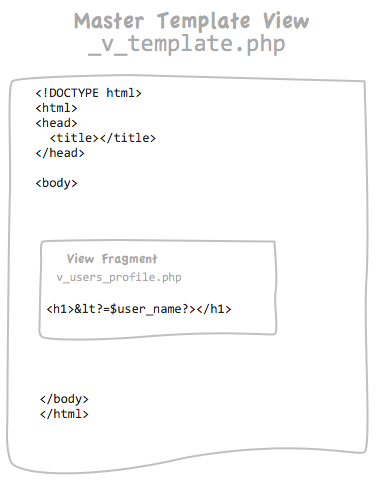 Master Template View
_v_template.php
<!DOCTYPE html>
<html>
<head>
<title></title>
</head>
<body>
View Fragment
v_users_profile.php
<h1>&lt?=$user_name?></h1>
</body>
</html>